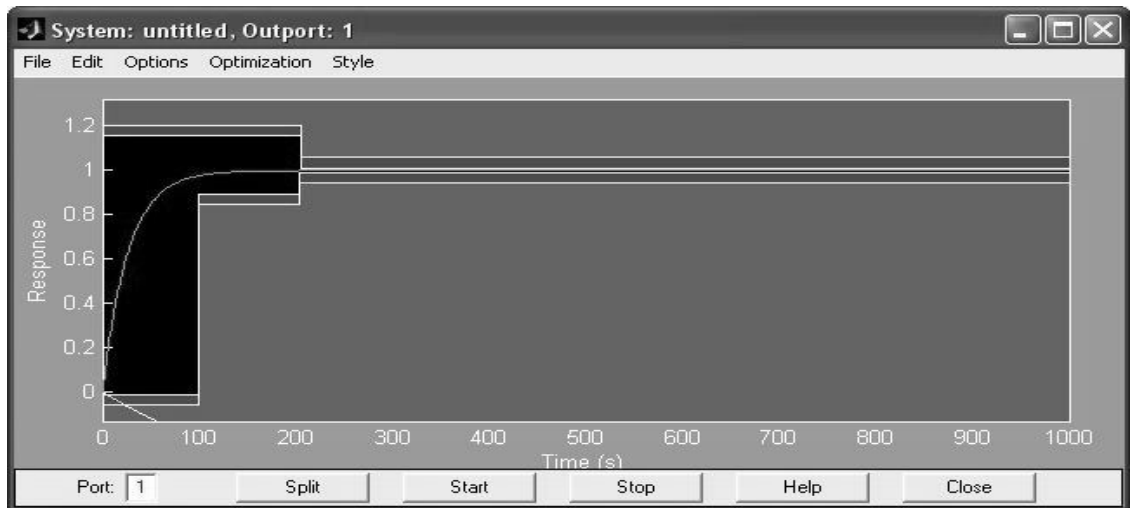 System: untitled, Outport: 1
File Edit Options Optimization Style
1.2
1
0.8
0.6
0.4
0.2
0
Response
0 100 200 300 400 500 600 700 800 900 1000
Time (s)
Port: 1 Split Start Stop Help Close